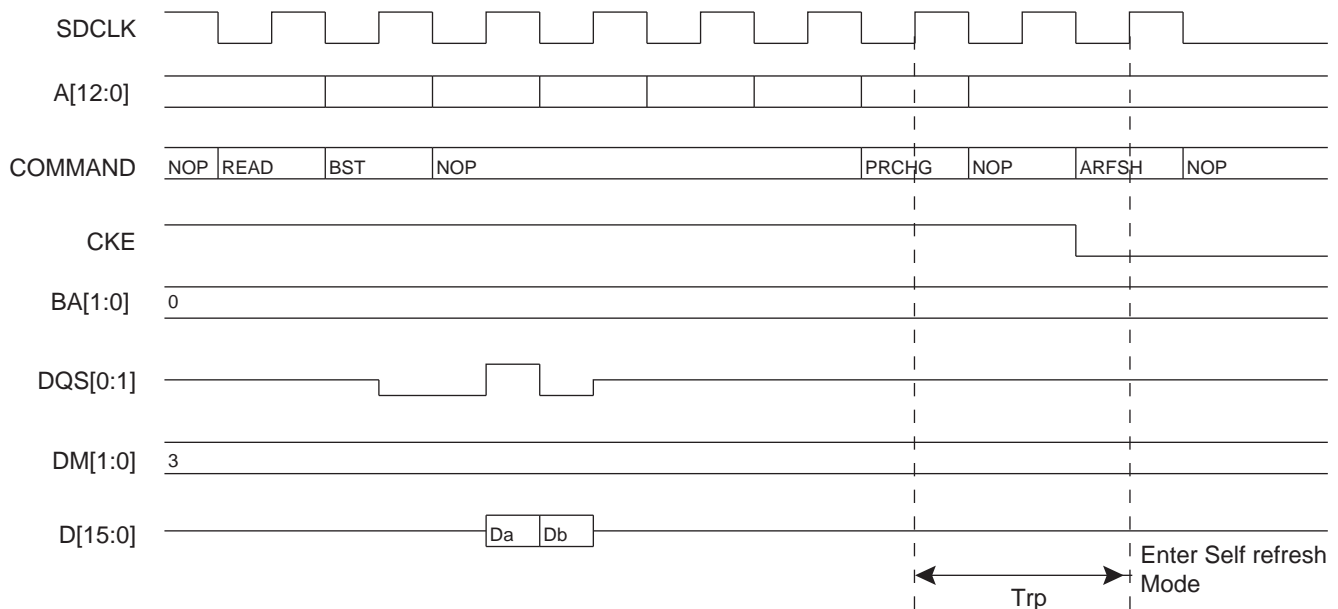 SDCLK
A[12:0]
COMMAND NOP READ BST NOP PRCHG NOP ARFSH NOP
CKE
BA[1:0] 0
DQS[0:1]
DM[1:0] 3
D[15:0] Da Db
Trp
Enter Self refresh
Mode